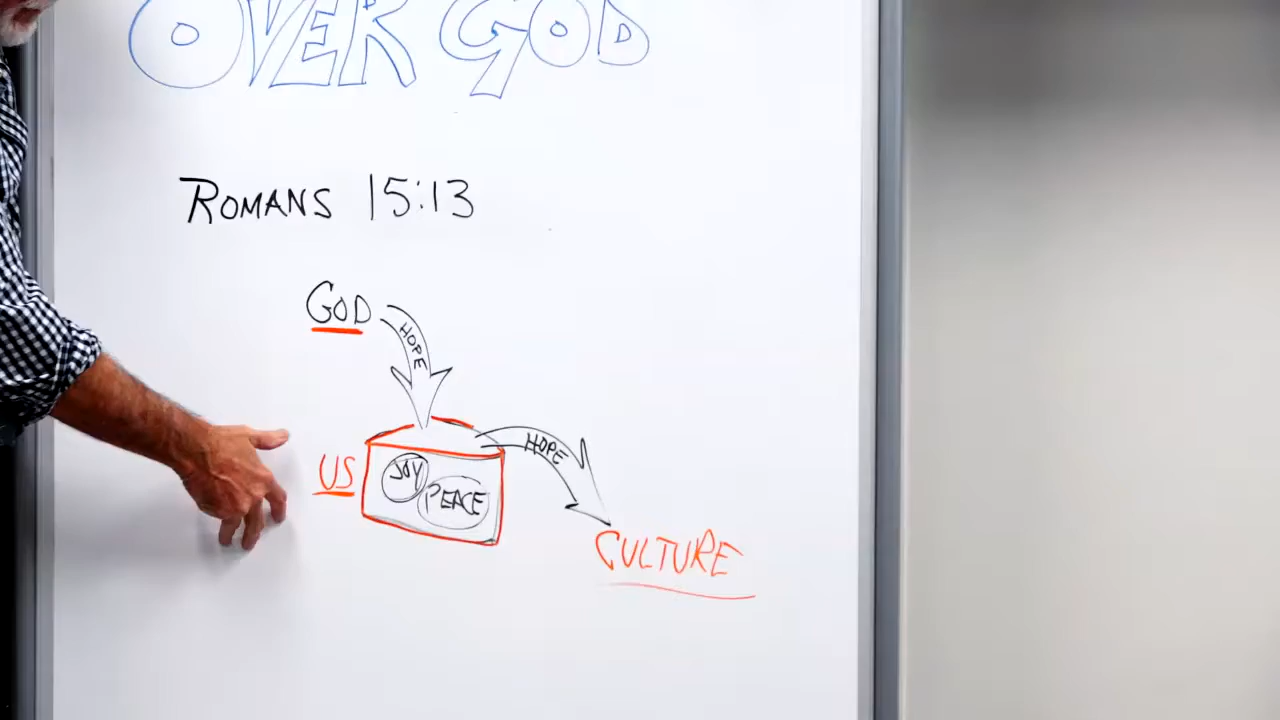 OVER GOD
ROMANS 15:13
GOD
HOPE
US
JOY
PEACE
HOPE
CULTURE